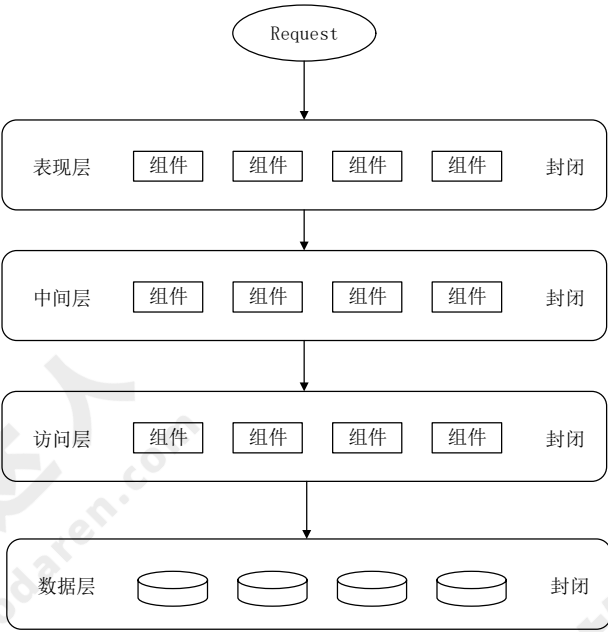 Request
表现层 组件 组件 组件 组件 封闭
中间层 组件 组件 组件 组件 封闭
访问层 组件 组件 组件 组件 封闭
数据层 封闭